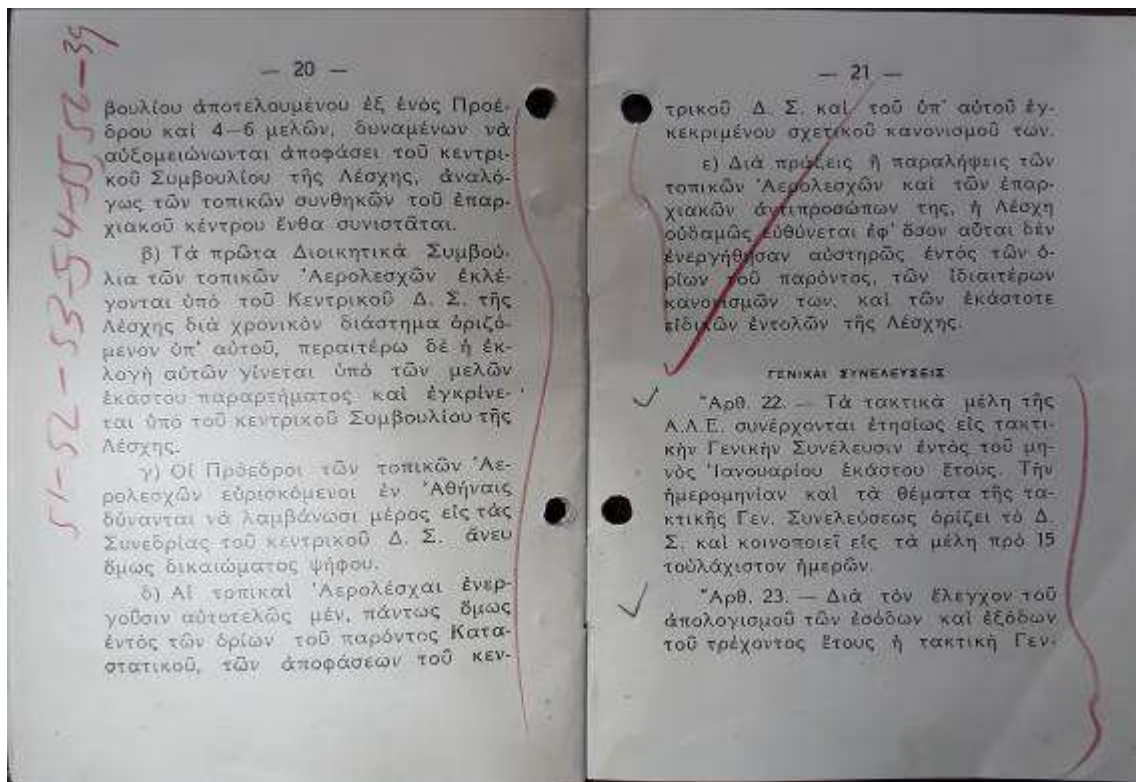 51-52-53-54-55-56-39
— 20 —
βουλίου ἀποτελουμένου ἐξ ἑνὸς Προέ-
δρου καὶ 4—6 μελῶν, δυναμένων νὰ
αὐξομειώνωνται ἀποφάσει τοῦ κεντρι-
κοῦ Συμβουλίου τῆς Λέσχης, ἀναλό-
γως τῶν τοπικῶν συνθηκῶν τοῦ ἐπαρ-
χιακοῦ κέντρου ἔνθα συνιστᾶται.
β) Τὰ πρῶτα Διοικητικὰ Συμβού-
λια τῶν τοπικῶν Ἀερολεσχῶν ἐκλέ-
γονται ὑπὸ τοῦ Κεντρικοῦ Δ. Σ. τῆς
Λέσχης διὰ χρονικὸν διάστημα ὁριζό-
μενον ὑπ' αὐτοῦ, περαιτέρω δὲ ἡ ἐκ-
λογὴ αὐτῶν γίνεται ὑπὸ τῶν μελῶν
ἑκάστου παραρτήματος καὶ ἐγκρίνε-
ται ὑπὸ τοῦ κεντρικοῦ Συμβουλίου τῆς
Λέσχης.
γ) Οἱ Πρόεδροι τῶν τοπικῶν Ἀε-
ρολεσχῶν εὑρισκόμενοι ἐν Ἀθήναις
δύνανται νὰ λαμβάνωσι μέρος εἰς τὰς
Συνεδρίας τοῦ κεντρικοῦ Δ. Σ. ἄνευ
ὅμως δικαιώματος ψήφου.
δ) Αἱ τοπικαὶ Ἀερολέσχαι ἐνερ-
γοῦσιν αὐτοτελῶς μέν, πάντως ὅμως
ἐντὸς τῶν ὁρίων τοῦ παρόντος Κατα-
στατικοῦ, τῶν ἀποφάσεων τοῦ κεν-
— 21 —
τρικοῦ Δ. Σ. καὶ τοῦ ὑπ' αὐτοῦ ἐγ-
κεκριμένου σχετικοῦ κανονισμοῦ των.
ε) Διὰ πράξεις ἢ παραλήψεις τῶν
τοπικῶν Ἀερολεσχῶν καὶ τῶν ἐπαρ-
χιακῶν ἀντιπροσώπων της, ἡ Λέσχη
οὐδαμῶς εὐθύνεται ἐφ' ὅσον αὗται δὲν
ἐνεργήθησαν αὐστηρῶς ἐντὸς τῶν ὁ-
ρίων τοῦ παρόντος, τῶν ἰδιαιτέρων
κανονισμῶν των, καὶ τῶν ἑκάστοτε
εἰδικῶν ἐντολῶν τῆς Λέσχης.
ΓΕΝΙΚΑΙ ΣΥΝΕΛΕΥΣΕΙΣ
Ἄρθ. 22. — Τὰ τακτικὰ μέλη τῆς
Α.Λ.Ε. συνέρχονται ἐτησίως εἰς τακτι-
κὴν Γενικὴν Συνέλευσιν ἐντὸς τοῦ μη-
νὸς Ἰανουαρίου ἑκάστου ἔτους. Τὴν
ἡμερομηνίαν καὶ τὰ θέματα τῆς τα-
κτικῆς Γεν. Συνελεύσεως ὁρίζει τὸ Δ.
Σ. καὶ κοινοποιεῖ εἰς τὰ μέλη πρὸ 15
τοὐλάχιστον ἡμερῶν.
Ἄρθ. 23. — Διὰ τὸν ἔλεγχον τοῦ
ἀπολογισμοῦ τῶν ἐσόδων καὶ ἐξόδων
τοῦ τρέχοντος ἔτους ἡ τακτικὴ Γεν-